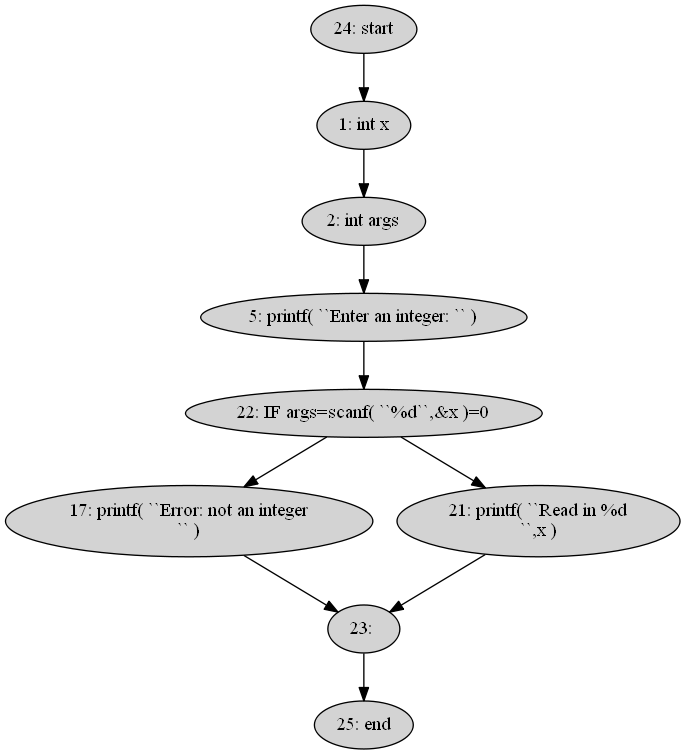 24: start
1: int x
2: int args
5: printf( ``Enter an integer: `` )
22: IF args=scanf( ``%d``,&x )=0
17: printf( ``Error: not an integer
`` )
21: printf( ``Read in %d
``,x )
23:
25: end